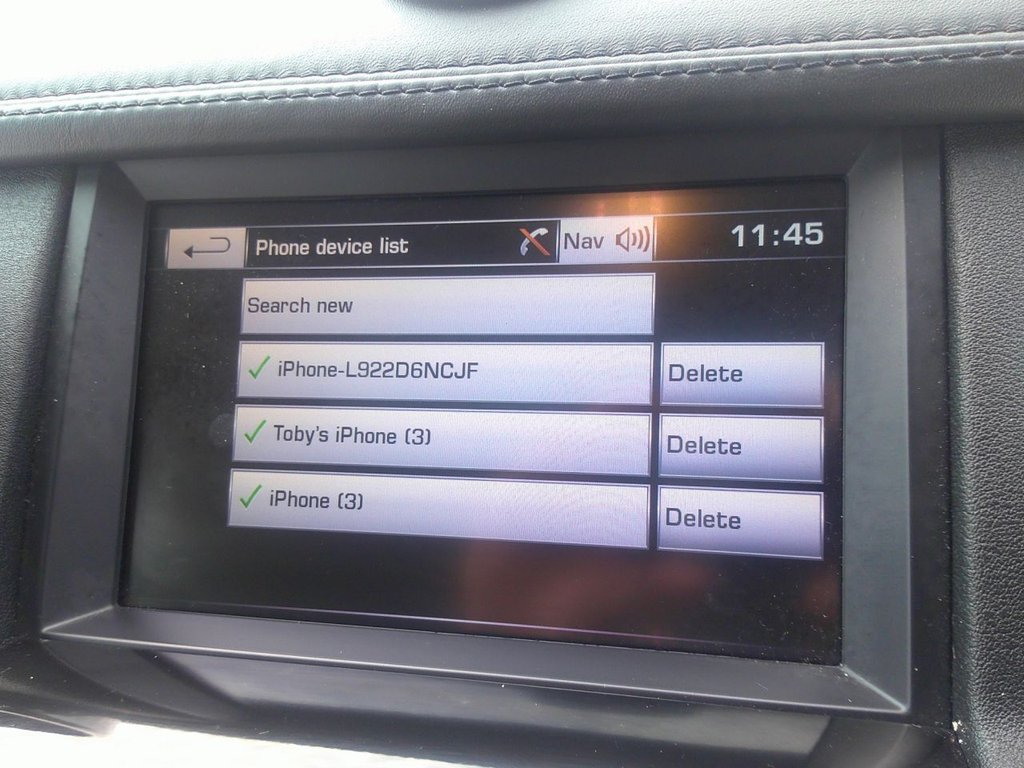 Phone device list Nav 11:45
Search new
iPhone-L922D6NCJF Delete
Toby's iPhone (3) Delete
iPhone (3) Delete